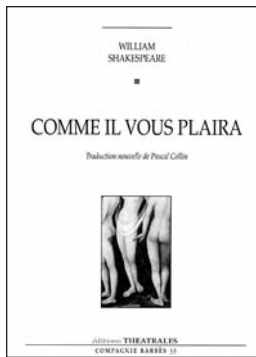 WILLIAM
SHAKESPEARE
COMME IL VOUS PLAIRA
Traduction nouvelle de Pascal Collin
éditions THEATRALES
COMPAGNIE BARBÈS 35